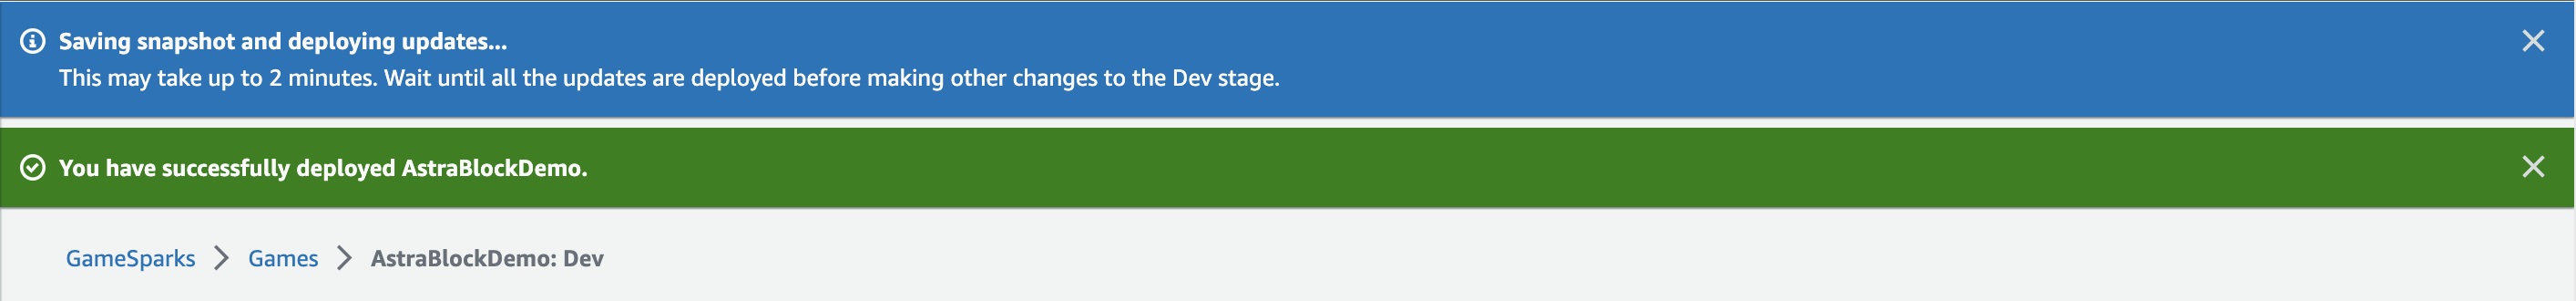 Saving snapshot and deploying updates...
This may take up to 2 minutes. Wait until all the updates are deployed before making other changes to the Dev stage.
You have successfully deployed AstraBlockDemo.
GameSparks > Games > AstraBlockDemo: Dev